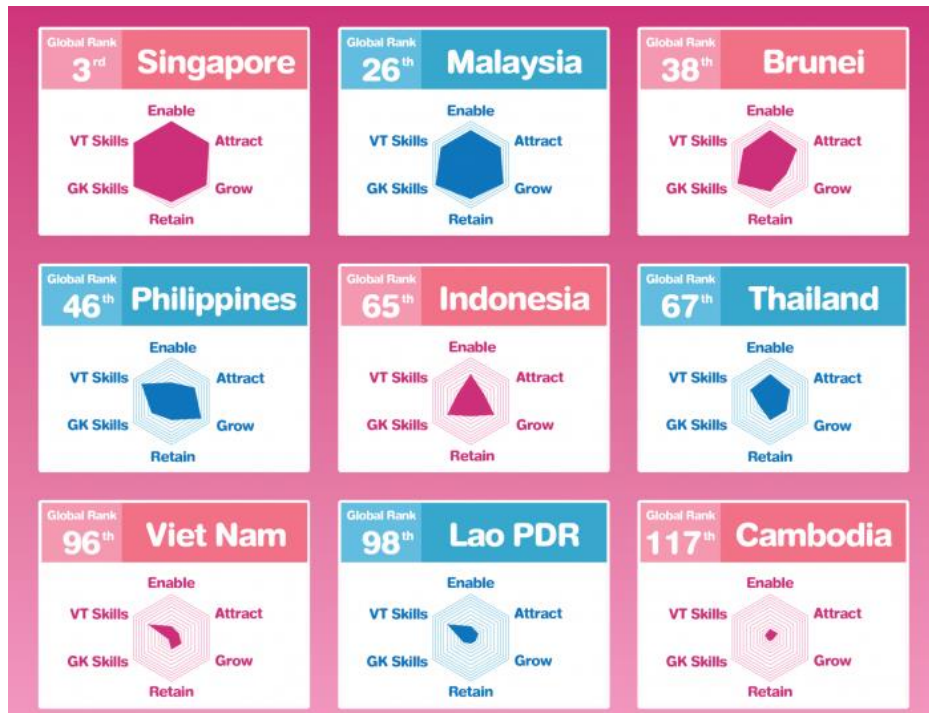 Global Rank
3rd
Singapore
Enable
VT Skills
Attract
GK Skills
Grow
Retain
Global Rank
26th
Malaysia
Enable
VT Skills
Attract
GK Skills
Grow
Retain
Global Rank
38th
Brunei
Enable
VT Skills
Attract
GK Skills
Grow
Retain
Global Rank
46th
Philippines
Enable
VT Skills
Attract
GK Skills
Grow
Retain
Global Rank
65th
Indonesia
Enable
VT Skills
Attract
GK Skills
Grow
Retain
Global Rank
67th
Thailand
Enable
VT Skills
Attract
GK Skills
Grow
Retain
Global Rank
96th
Viet Nam
Enable
VT Skills
Attract
GK Skills
Grow
Retain
Global Rank
98th
Lao PDR
Enable
VT Skills
Attract
GK Skills
Grow
Retain
Global Rank
117th
Cambodia
Enable
VT Skills
Attract
GK Skills
Grow
Retain